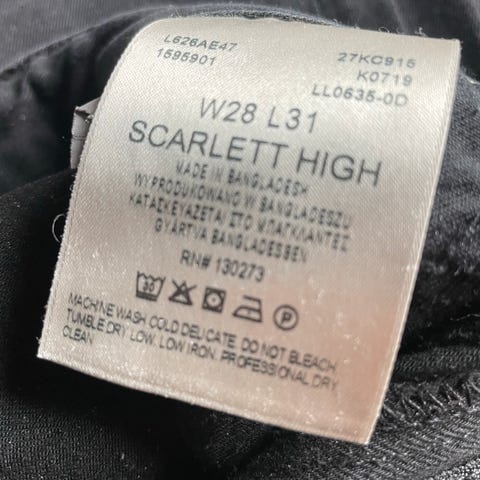 L626AE47
1595901
27KC915
K0719
LL0635-0D
W28 L31
SCARLETT HIGH
MADE IN BANGLADESH
WYPRODUKOWANO W BANGLADESZU
ΚΑΤΑΣΚΕΥΑΖΕΤΑΙ ΣΤΟ ΜΠΑΓΚΛΑΝΤΕΣ
GYÁRTVA BANGLADESBEN
RN# 130273
30 P
MACHINE WASH COLD DELICATE. DO NOT BLEACH.
TUMBLE DRY LOW. LOW IRON. PROFESSIONAL DRY
CLEAN